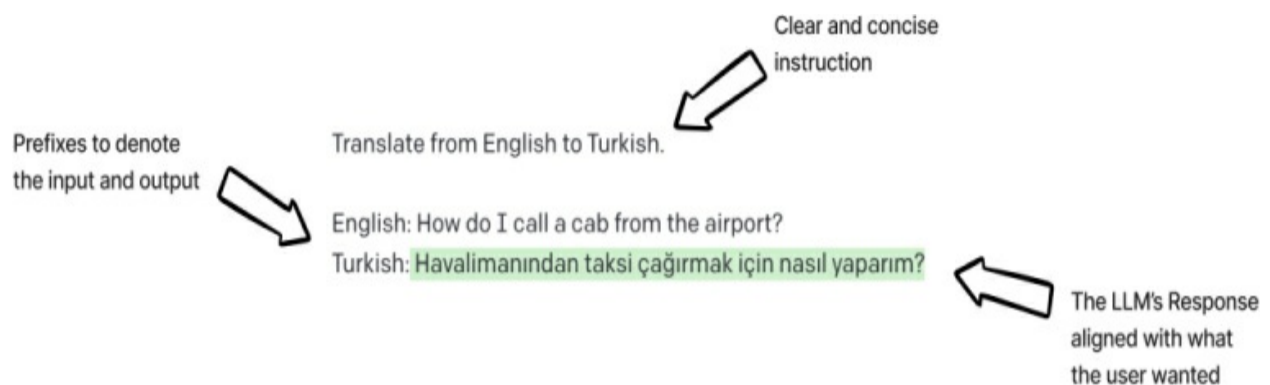 Clear and concise
instruction
Prefixes to denote
the input and output
Translate from English to Turkish.
English: How do I call a cab from the airport?
Turkish: Havalimanından taksi çağırmak için nasıl yaparım?
The LLM's Response
aligned with what
the user wanted